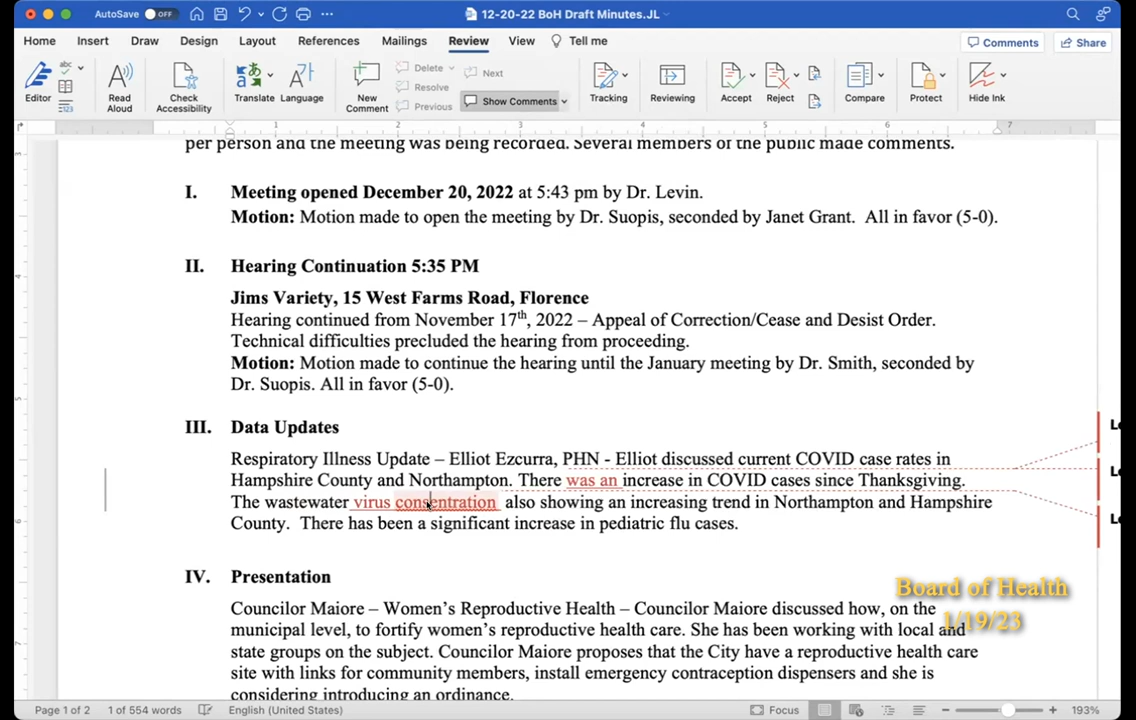 AutoSave OFF 12-20-22 BoH Draft Minutes.JL
Home Insert Draw Design Layout References Mailings Review View Tell me Comments Share
Delete Next
Resolve
Previous Show Comments
Editor Read Aloud Check Accessibility Translate Language New Comment Tracking Reviewing Accept Reject Compare Protect Hide Ink
1 2 3 4 5 6 7
per person and the meeting was being recorded. Several members of the public made comments.
I. Meeting opened December 20, 2022 at 5:43 pm by Dr. Levin.
Motion: Motion made to open the meeting by Dr. Suopis, seconded by Janet Grant. All in favor (5-0).
II. Hearing Continuation 5:35 PM
Jims Variety, 15 West Farms Road, Florence
Hearing continued from November 17th, 2022 – Appeal of Correction/Cease and Desist Order.
Technical difficulties precluded the hearing from proceeding.
Motion: Motion made to continue the hearing until the January meeting by Dr. Smith, seconded by
Dr. Suopis. All in favor (5-0).
III. Data Updates
Respiratory Illness Update – Elliot Ezcurra, PHN - Elliot discussed current COVID case rates in
Hampshire County and Northampton. There was an increase in COVID cases since Thanksgiving.
The wastewater virus consentration also showing an increasing trend in Northampton and Hampshire
County. There has been a significant increase in pediatric flu cases.
IV. Presentation
Councilor Maiore – Women’s Reproductive Health – Councilor Maiore discussed how, on the
municipal level, to fortify women’s reproductive health care. She has been working with local and
state groups on the subject. Councilor Maiore proposes that the City have a reproductive health care
site with links for community members, install emergency contraception dispensers and she is
considering introducing an ordinance.
Board of Health
1/19/23
Page 1 of 2 1 of 554 words English (United States) Focus 193%